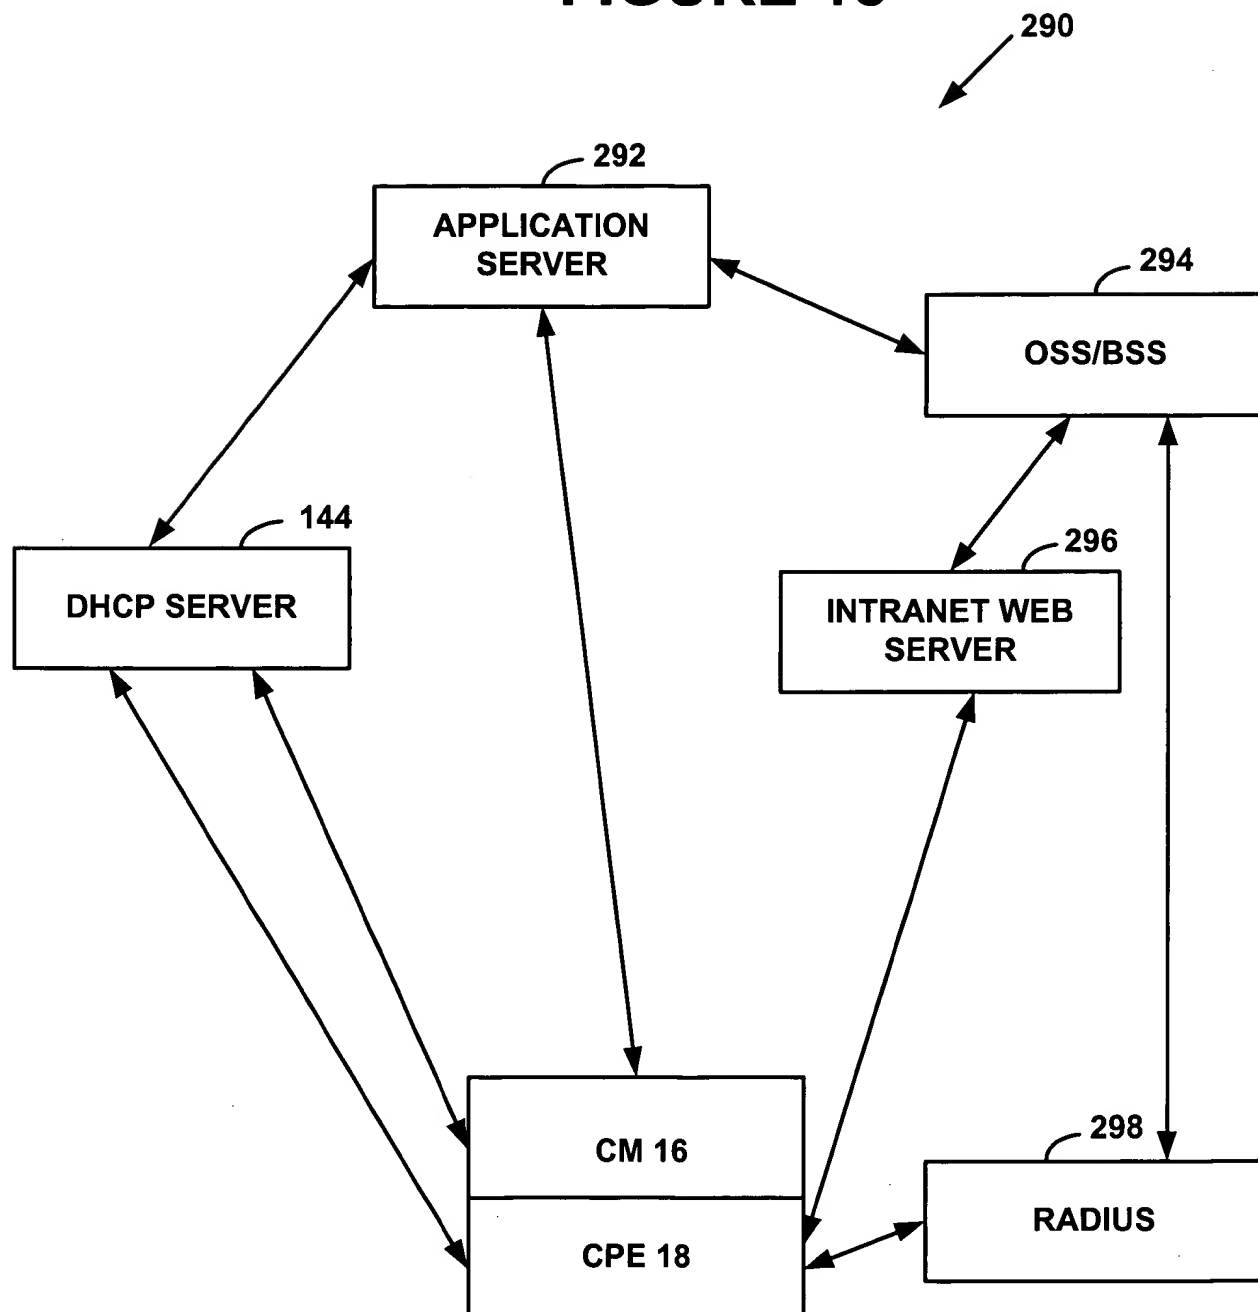 290
292
APPLICATION
SERVER
294
OSS/BSS
144
DHCP SERVER
296
INTRANET WEB
SERVER
CM 16
298
RADIUS
CPE 18